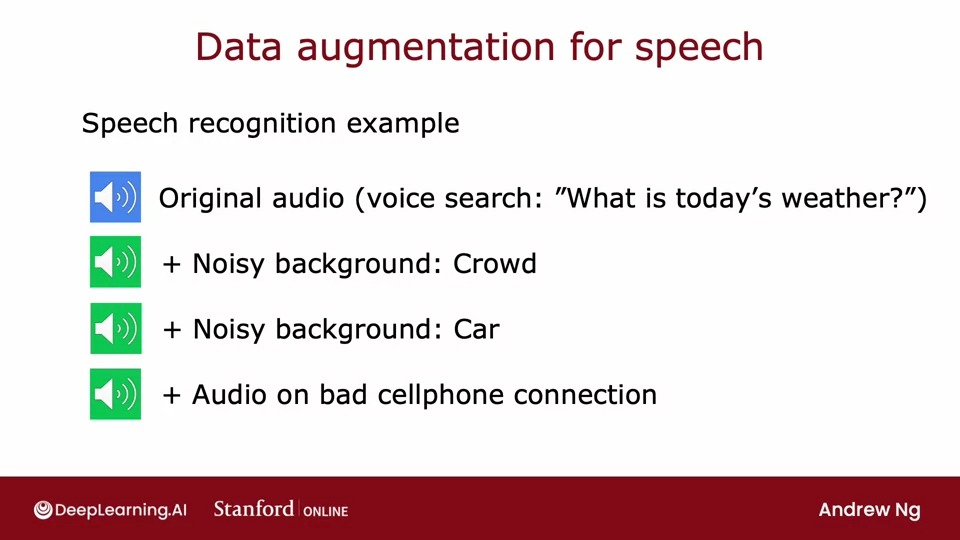 Data augmentation for speech
Speech recognition example
Original audio (voice search: ”What is today’s weather?”)
+ Noisy background: Crowd
+ Noisy background: Car
+ Audio on bad cellphone connection
DeepLearning.AI
Stanford ONLINE
Andrew Ng